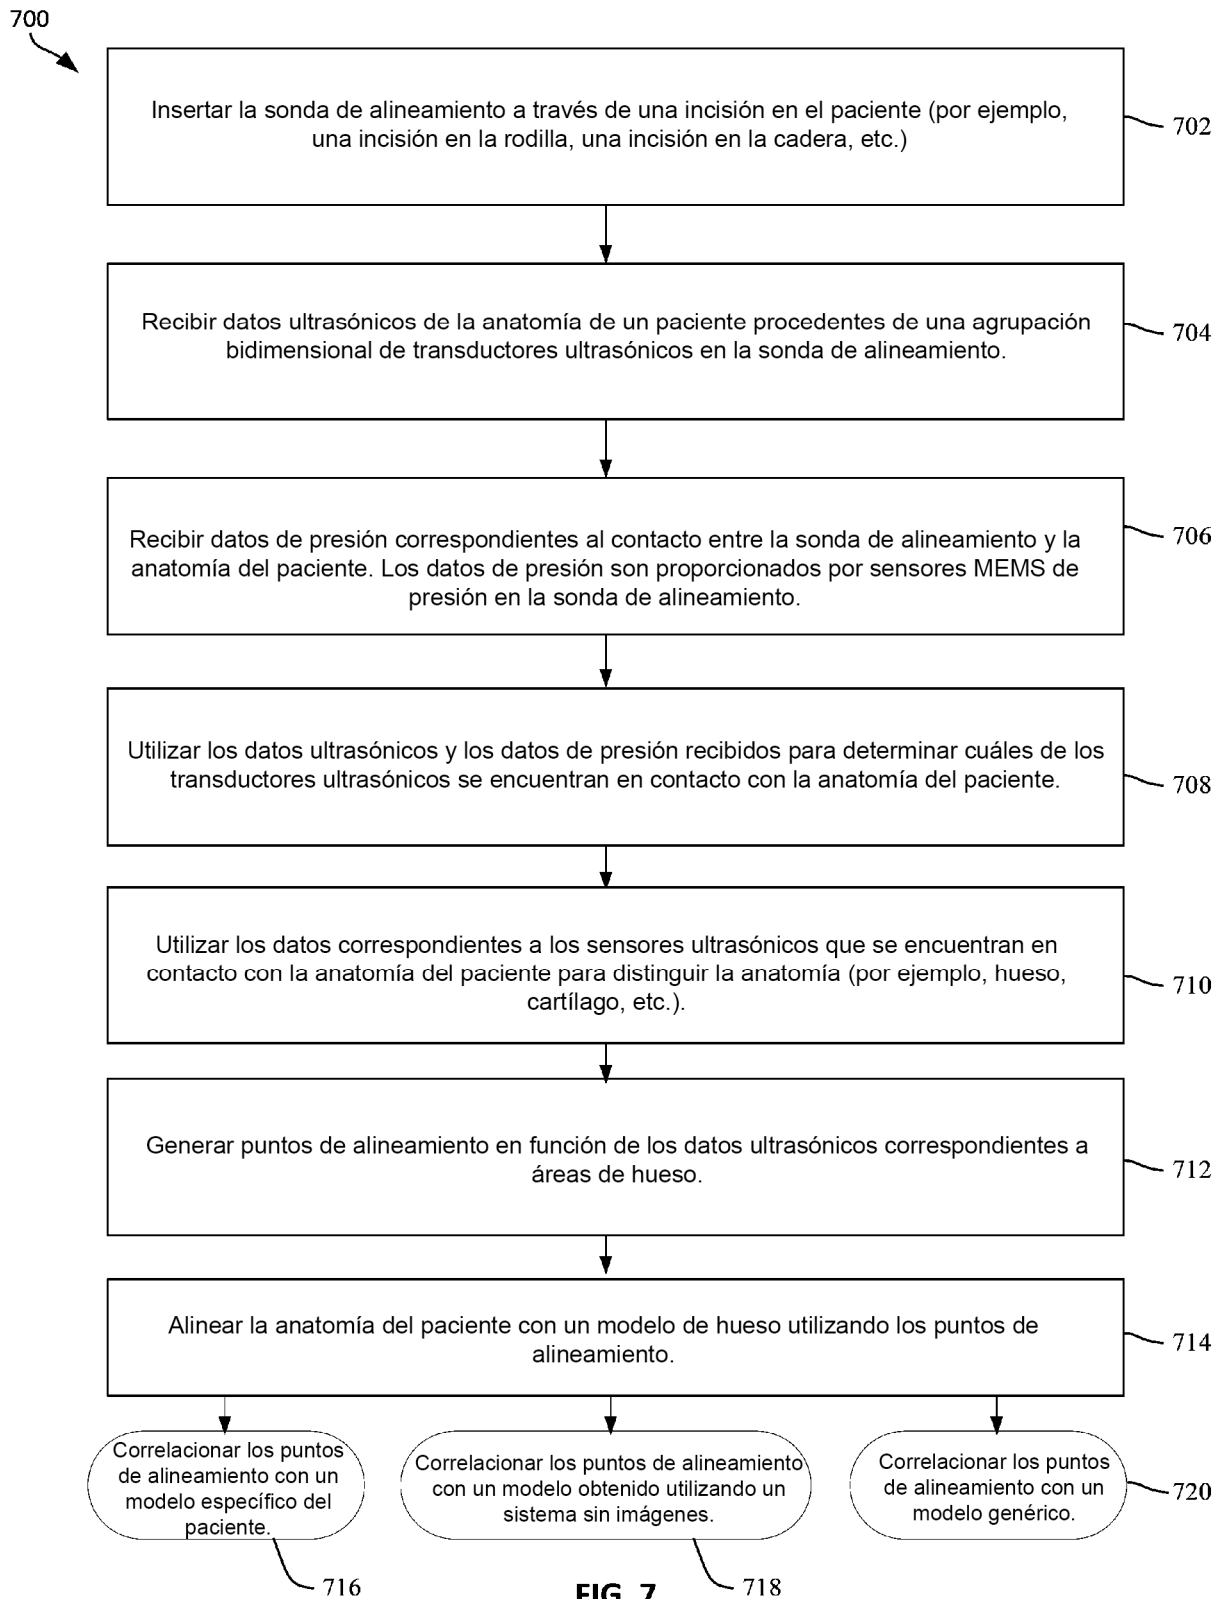 700
Insertar la sonda de alineamiento a través de una incisión en el paciente (por ejemplo,
una incisión en la rodilla, una incisión en la cadera, etc.)
702
Recibir datos ultrasónicos de la anatomía de un paciente procedentes de una agrupación
bidimensional de transductores ultrasónicos en la sonda de alineamiento.
704
Recibir datos de presión correspondientes al contacto entre la sonda de alineamiento y la
anatomía del paciente. Los datos de presión son proporcionados por sensores MEMS de
presión en la sonda de alineamiento.
706
Utilizar los datos ultrasónicos y los datos de presión recibidos para determinar cuáles de los
transductores ultrasónicos se encuentran en contacto con la anatomía del paciente.
708
Utilizar los datos correspondientes a los sensores ultrasónicos que se encuentran en
contacto con la anatomía del paciente para distinguir la anatomía (por ejemplo, hueso,
cartílago, etc.).
710
Generar puntos de alineamiento en función de los datos ultrasónicos correspondientes a
áreas de hueso.
712
Alinear la anatomía del paciente con un modelo de hueso utilizando los puntos de
alineamiento.
714
Correlacionar los puntos
de alineamiento con un
modelo específico del
paciente.
716
Correlacionar los puntos de alineamiento
con un modelo obtenido utilizando un
sistema sin imágenes.
718
Correlacionar los puntos
de alineamiento con un
modelo genérico.
720
FIG. 7